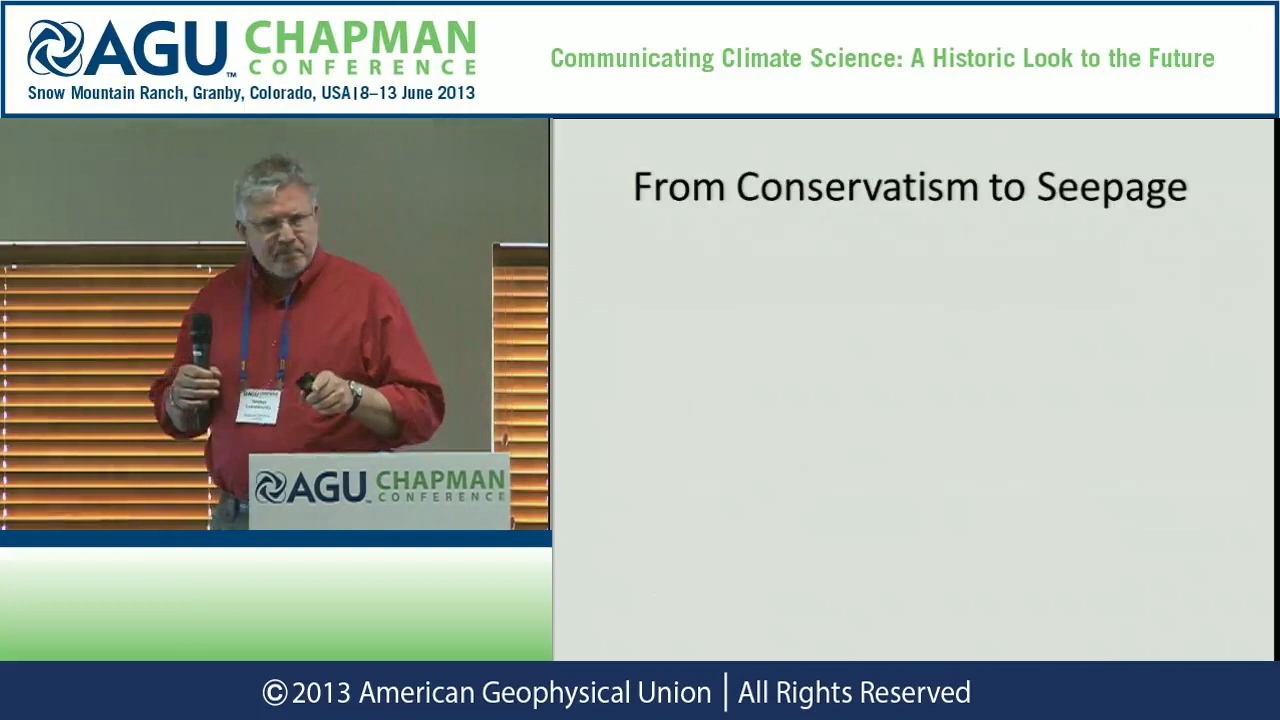 AGU CHAPMAN
CONFERENCE
TM
Snow Mountain Ranch, Granby, Colorado, USA|8–13 June 2013
Communicating Climate Science: A Historic Look to the Future
From Conservatism to Seepage
AGU CHAPMAN
CONFERENCE
©2013 American Geophysical Union | All Rights Reserved